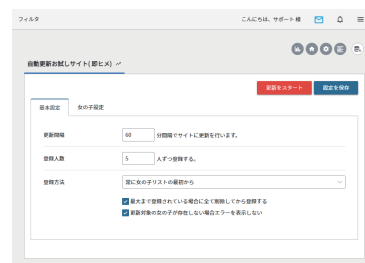 フィルタ
こんにちは、サポート 様
自動更新お試しサイト( 即ヒメ)
更新をスタート
設定を保存
基本設定
女の子設定
更新間隔
60
分間隔でサイトに更新を行います。
登録人数
5
人ずつ登録する。
登録方法
常に女の子リストの最初から
最大まで登録されている場合に全て削除してから登録する
更新対象の女の子が存在しない場合エラーを表示しない